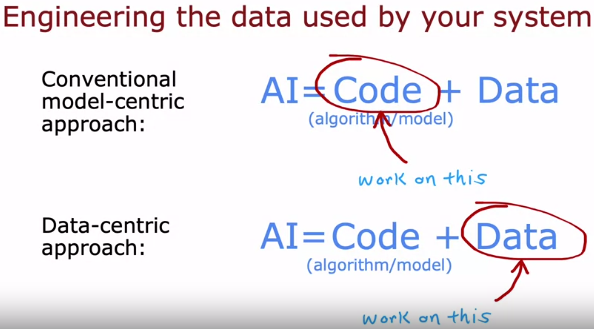 Engineering the data used by your system
Conventional
model-centric
approach:
AI=Code + Data
(algorithm/model)
work on this
Data-centric
approach:
AI=Code + Data
(algorithm/model)
work on this